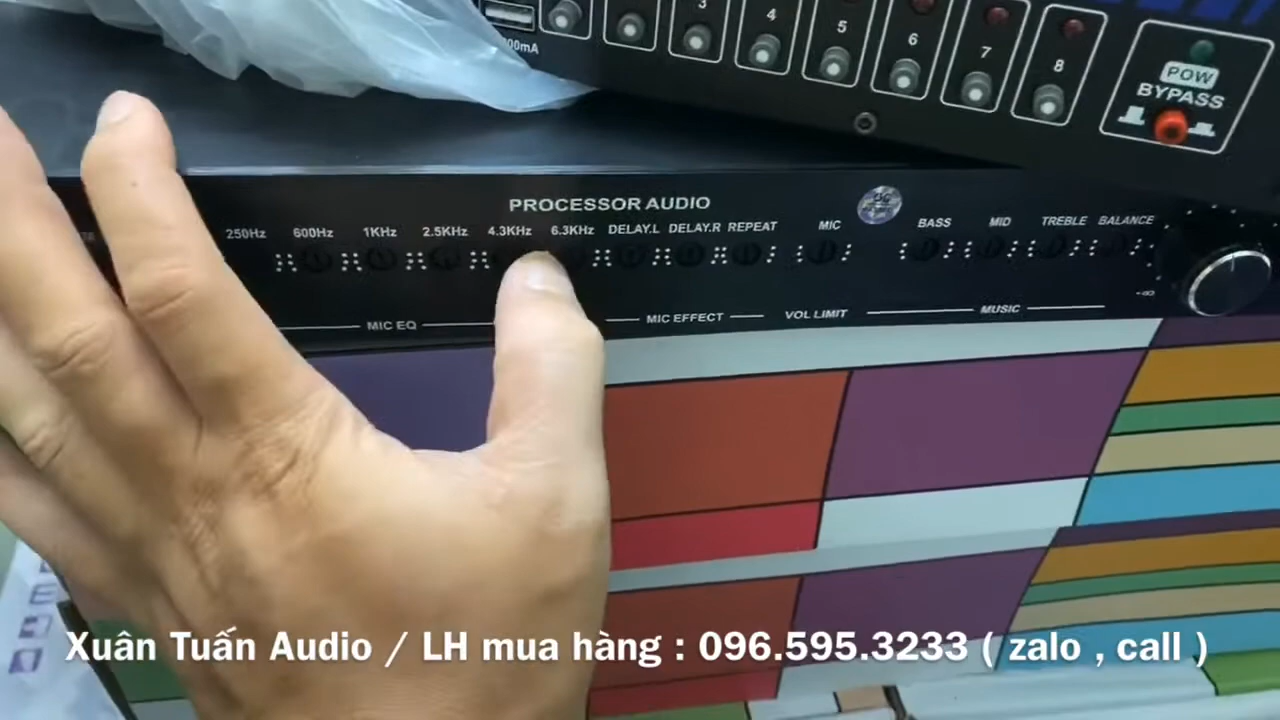 00mA
3 4 5 6 7 8
POW
BYPASS
PROCESSOR AUDIO
250Hz 600Hz 1KHz 2.5KHz 4.3KHz 6.3KHz DELAY.L DELAY.R REPEAT MIC BASS MID TREBLE BALANCE
MIC EQ MIC EFFECT VOL LIMIT MUSIC
-∞
Xuân Tuấn Audio / LH mua hàng : 096.595.3233 ( zalo , call )